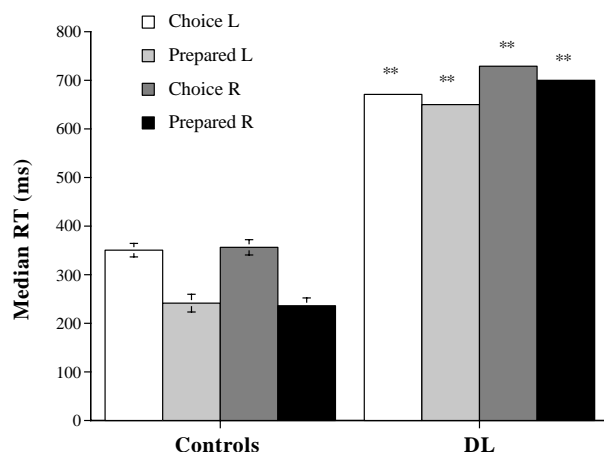 Choice L
Prepared L
Choice R
Prepared R
800
700
600
500
400
300
200
100
0
Median RT (ms)
** ** ** **
Controls DL